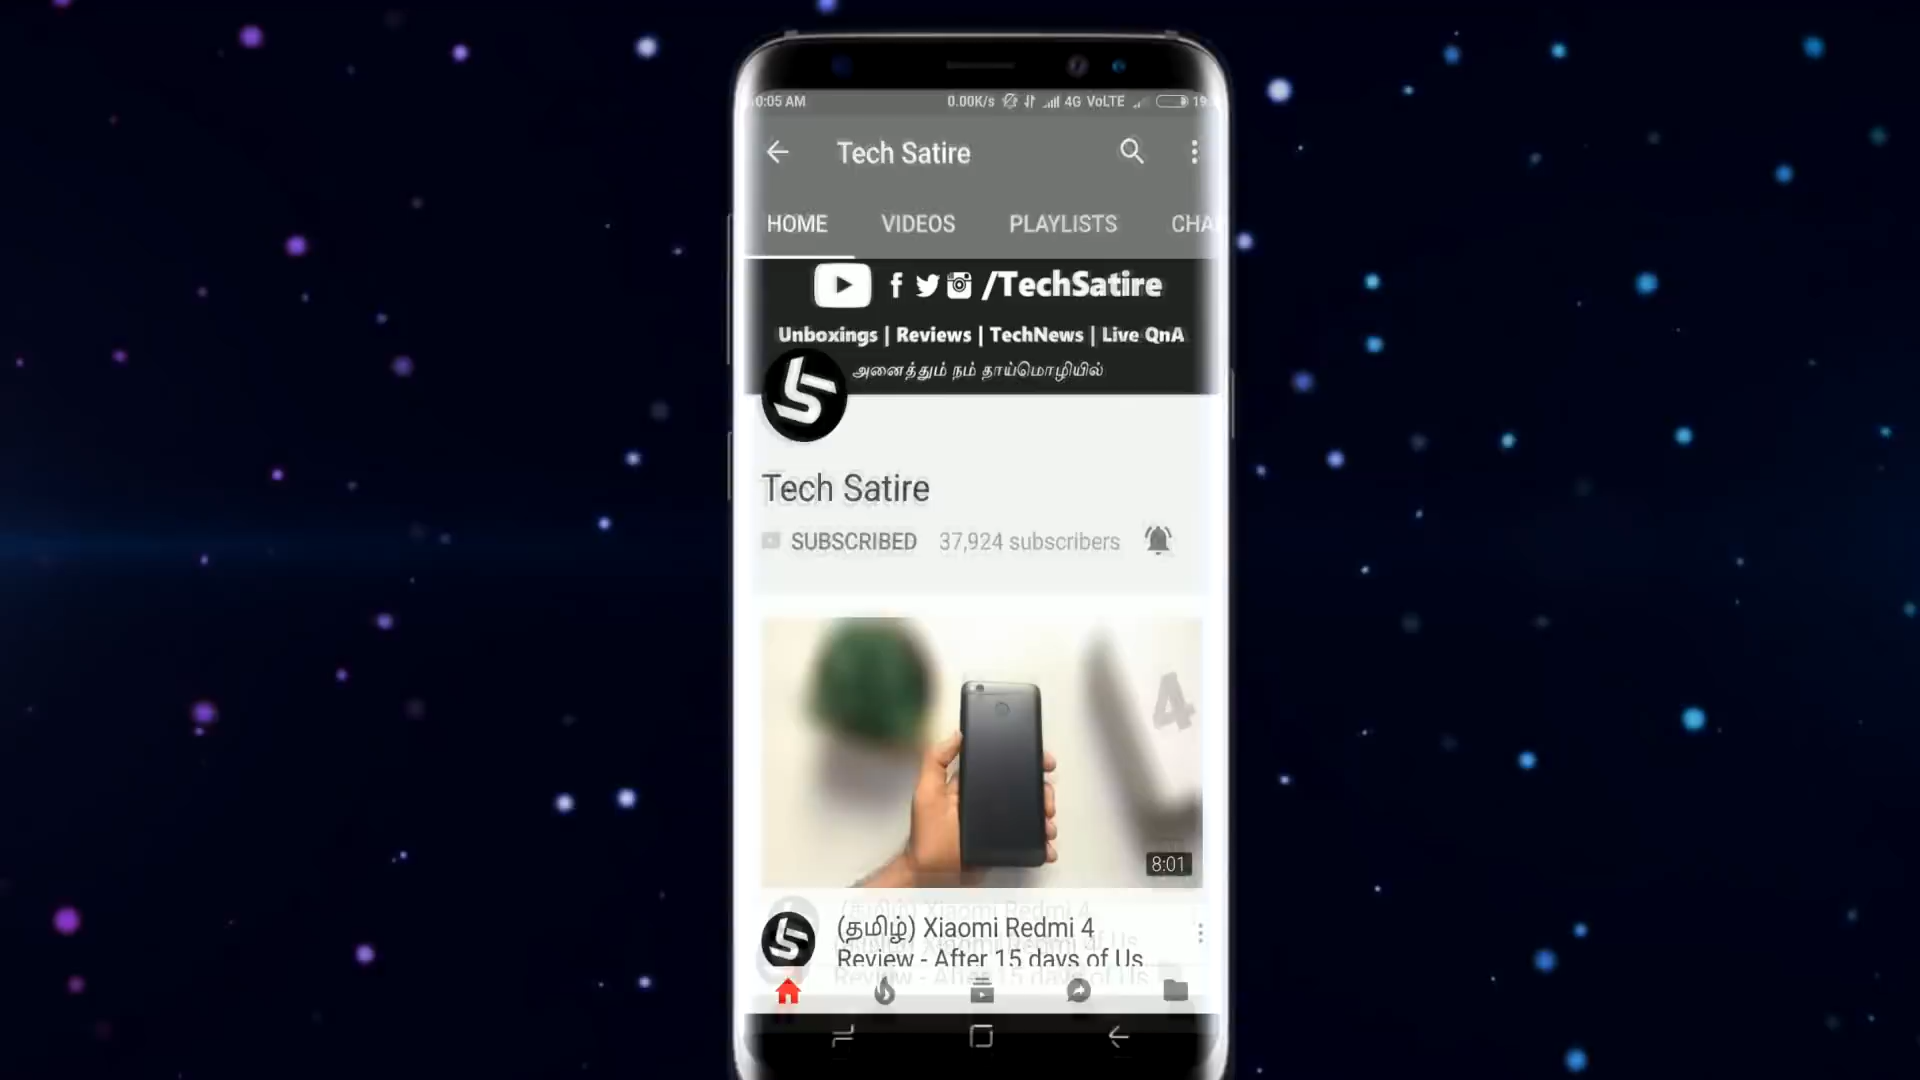 0:05 AM 0.00K/s 4G VoLTE 19
Tech Satire
HOME VIDEOS PLAYLISTS CHA
/TechSatire
Unboxings | Reviews | TechNews | Live QnA
அனைத்தும் நம் தாய்மொழியில்
Tech Satire
SUBSCRIBED 37,924 subscribers
4
8:01
(தமிழ்) Xiaomi Redmi 4
Review - After 15 days of Us